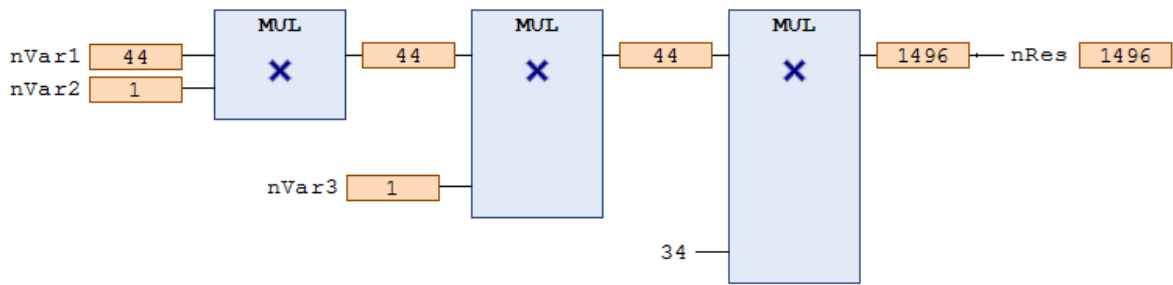 MUL MUL MUL
nVar1 44 44 44 1496 nRes 1496
nVar2 1
nVar3 1
34